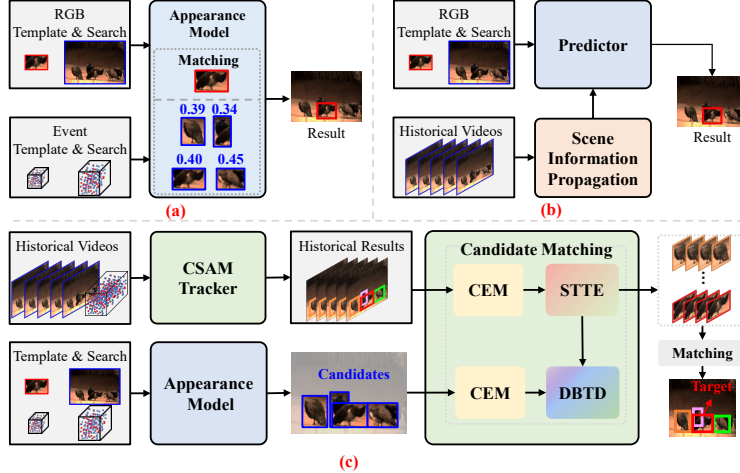 RGB
Template & Search
Appearance
Model
Matching
0.39 0.34
0.40 0.45
Event
Template & Search
Result
(a)
RGB
Template & Search
Predictor
Historical Videos
Scene
Information
Propagation
Result
(b)
Historical Videos
CSAM
Tracker
Historical Results
Candidate Matching
CEM
STTE
Template & Search
Appearance
Model
Candidates
CEM
DBTD
Matching
Target
(c)